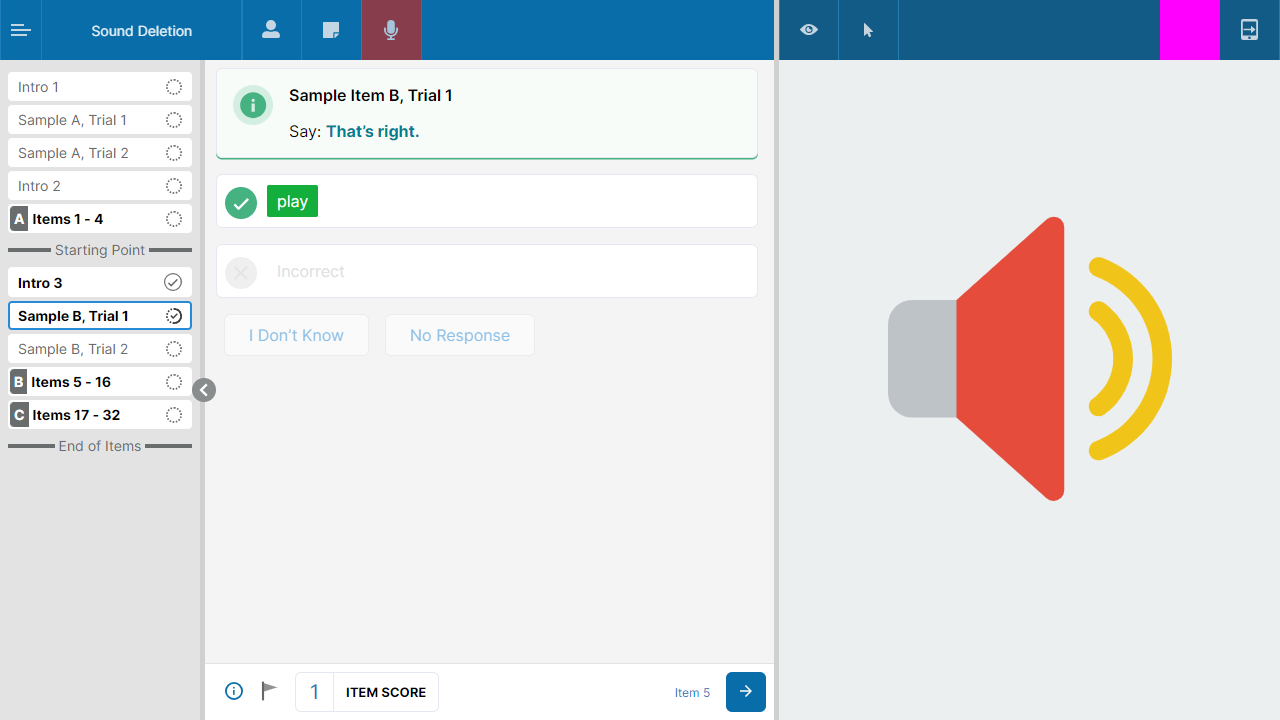 Sound Deletion
Intro 1
Sample A, Trial 1
Sample A, Trial 2
Intro 2
A Items 1 - 4
Starting Point
Intro 3
Sample B, Trial 1
Sample B, Trial 2
B Items 5 - 16
C Items 17 - 32
End of Items
Sample Item B, Trial 1
Say: That’s right.
play
Incorrect
I Don’t Know No Response
1 ITEM SCORE
Item 5